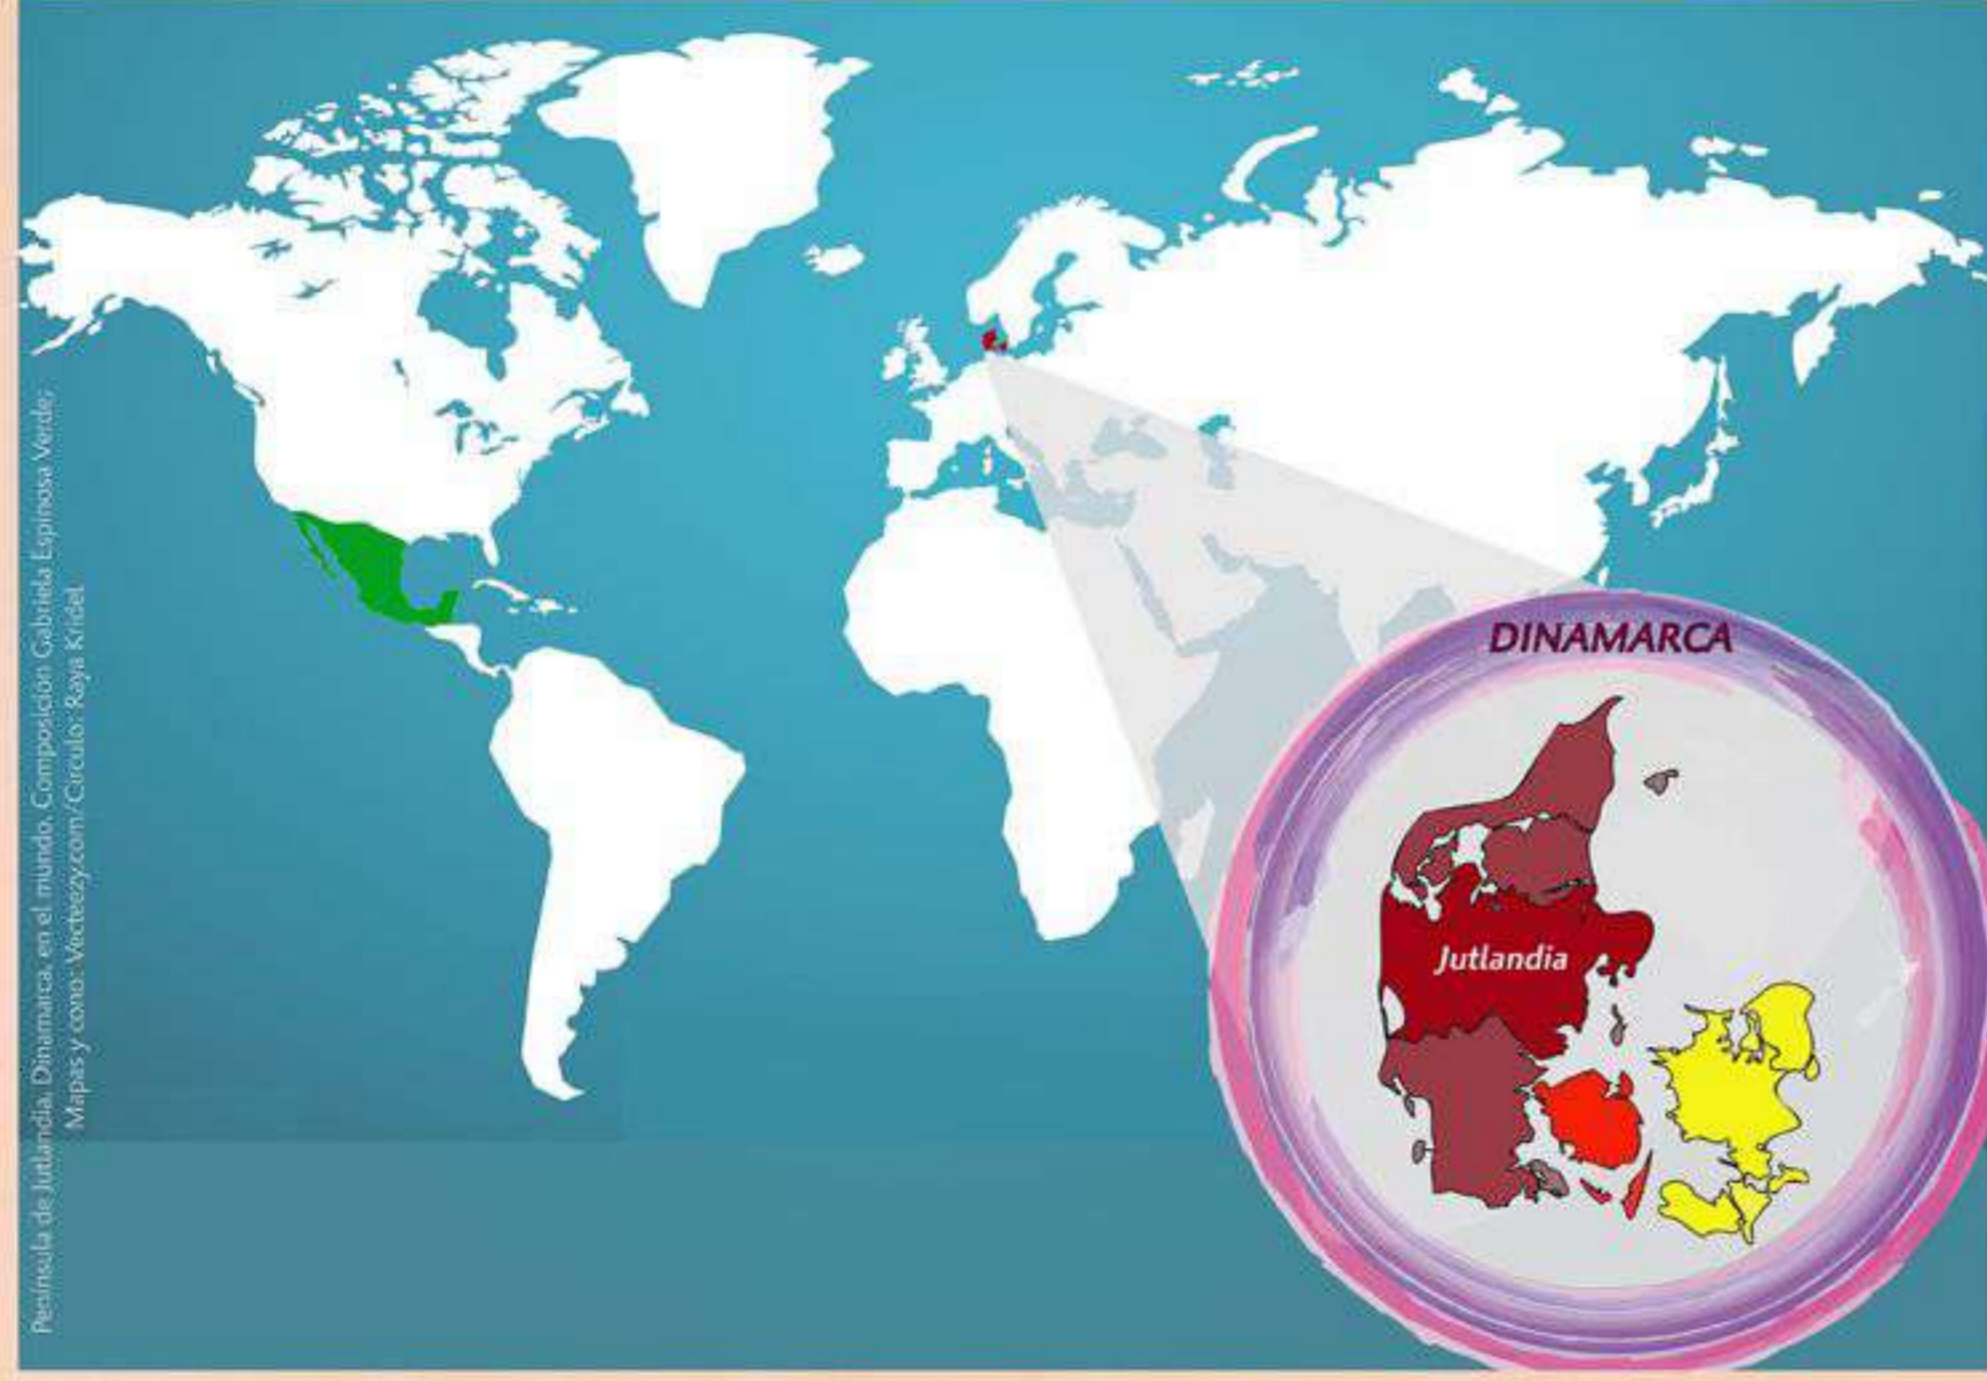 DINAMARCA
Jutlandia
Península de Jutlandia, Dinamarca, en el mundo. Composición Gabriela Espinosa Verde;
Mapas y cono: Vecteezy.com/ Círculo: Raya Kridel.